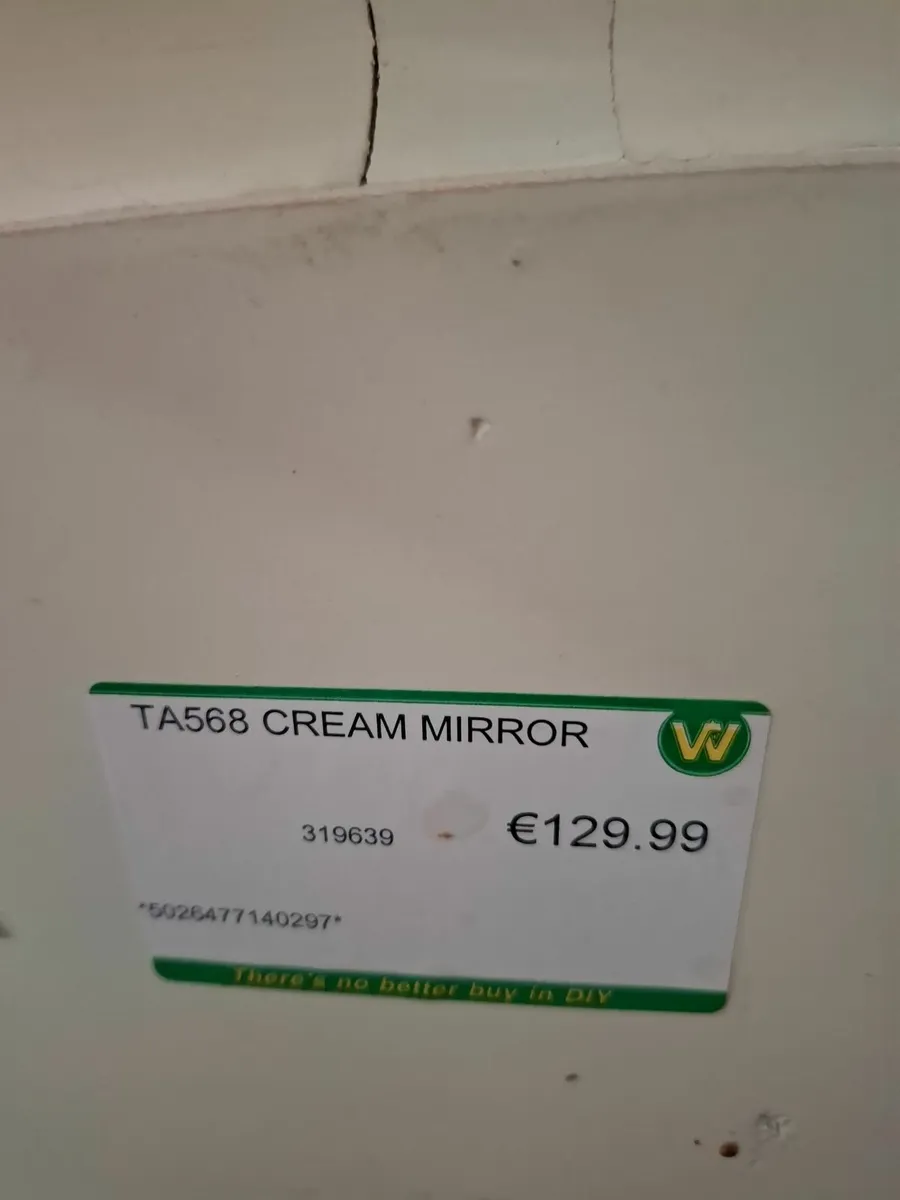 TA568 CREAM MIRROR
W
319639
€129.99
*5026477140297*
There's no better buy in DIY